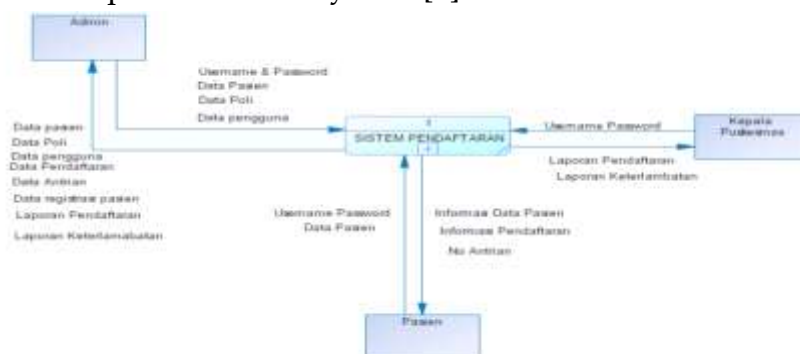 Admin
Username & Password
Data Pasien
Data Poli
Data pengguna
Data pasien
Data Poli
Data pengguna
Data Pendaftaran
Data Antrian
Data registrasi pasien
Laporan Pendaftaran
Laporan Keterlamabatan
SISTEM PENDAFTARAN
Username Password
Kepala
Puskesmas
Laporan Pendaftaran
Laporan Keterlambatan
Username Password
Data Pasien
Informasi Data Pasien
Informasi Pendaftaran
No Antrian
Pasien